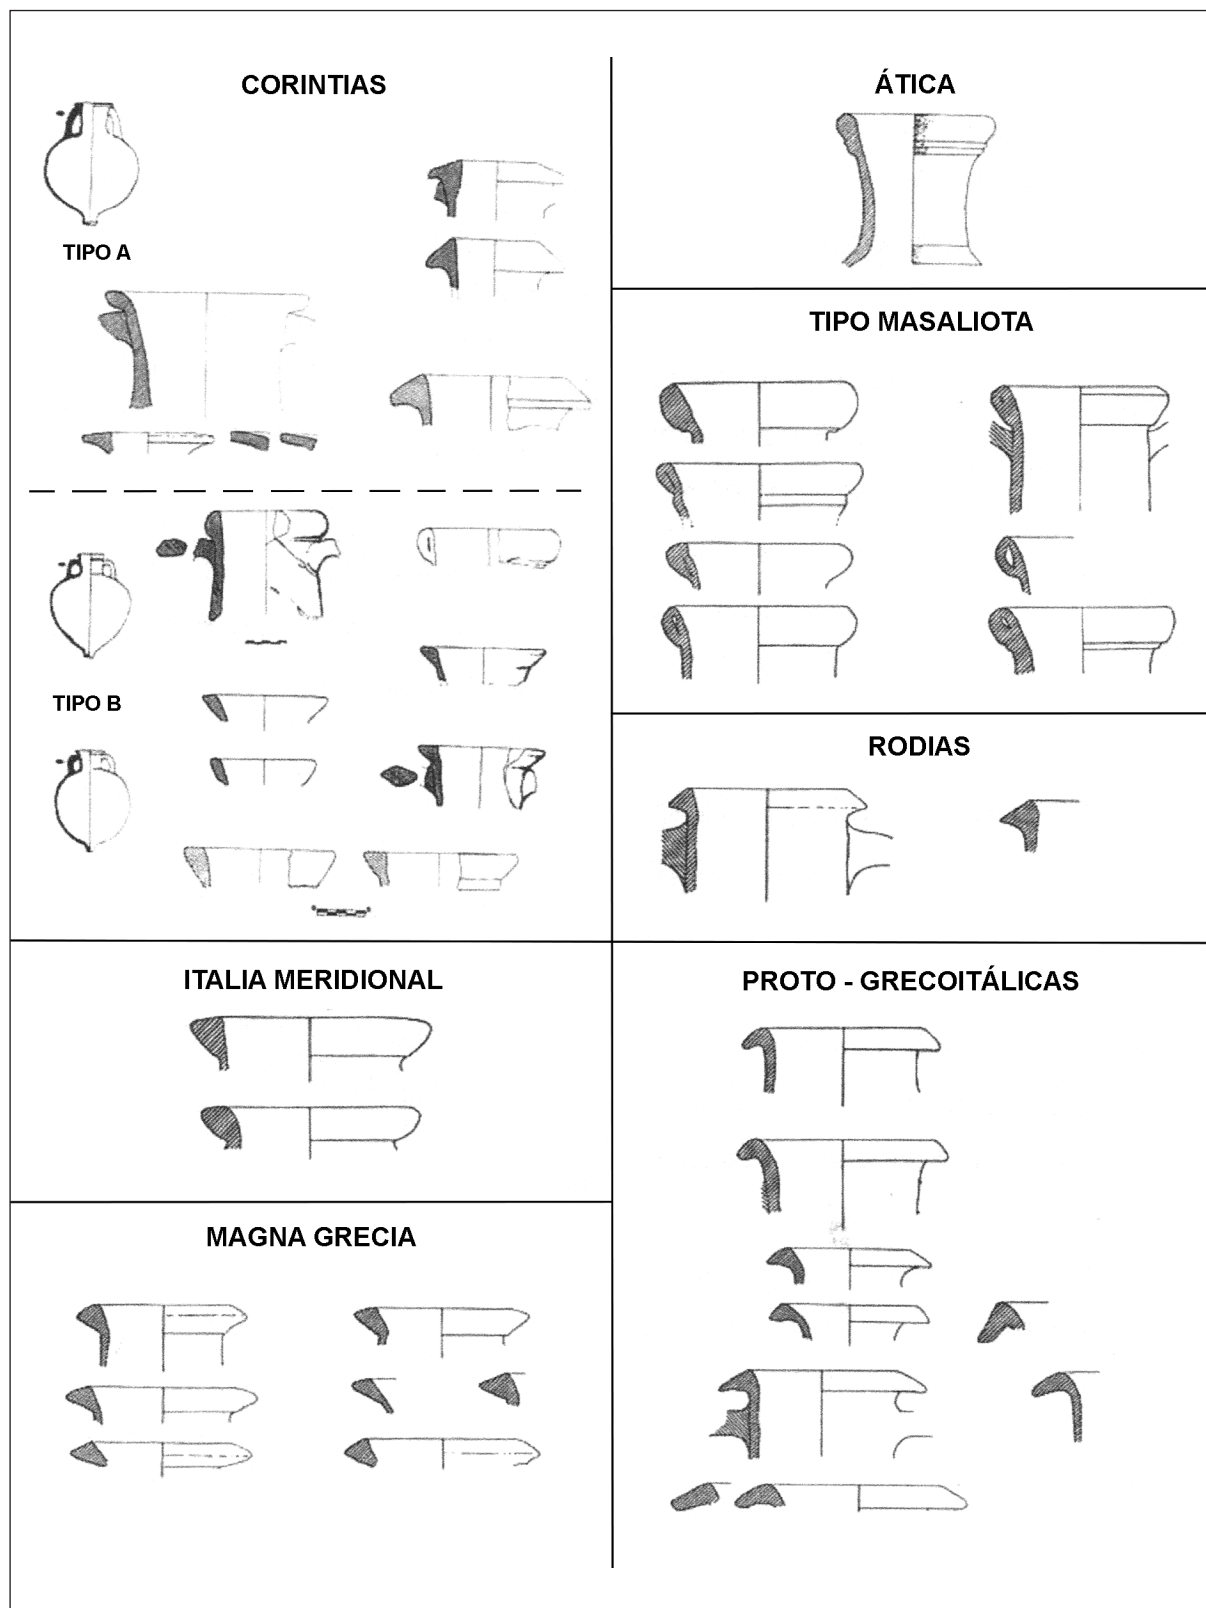 CORINTIAS
TIPO A
TIPO B
ÁTICA
TIPO MASALIOTA
RODIAS
ITALIA MERIDIONAL
MAGNA GRECIA
PROTO - GRECOITÁLICAS